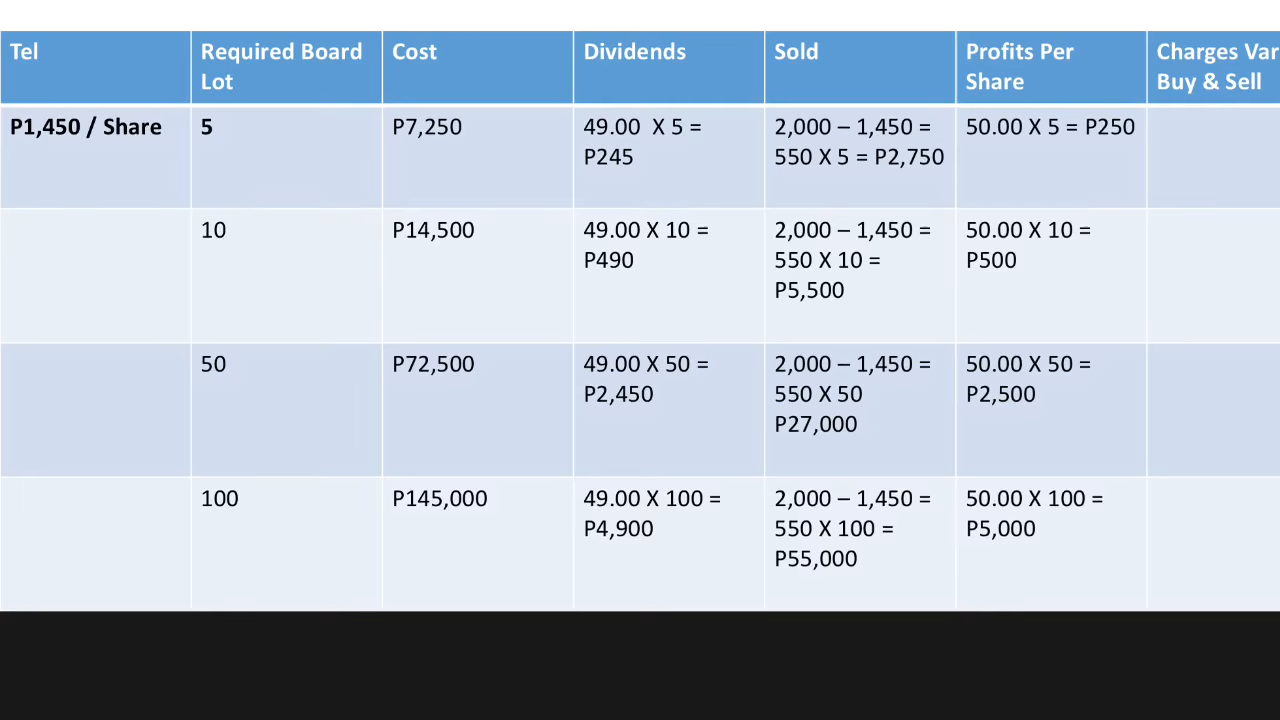 Tel
Required Board
Lot
Cost
Dividends
Sold
Profits Per
Share
Charges Var
Buy & Sell
P1,450 / Share
5
P7,250
49.00 X 5 =
P245
2,000 – 1,450 =
550 X 5 = P2,750
50.00 X 5 = P250
10
P14,500
49.00 X 10 =
P490
2,000 – 1,450 =
550 X 10 =
P5,500
50.00 X 10 =
P500
50
P72,500
49.00 X 50 =
P2,450
2,000 – 1,450 =
550 X 50
P27,000
50.00 X 50 =
P2,500
100
P145,000
49.00 X 100 =
P4,900
2,000 – 1,450 =
550 X 100 =
P55,000
50.00 X 100 =
P5,000